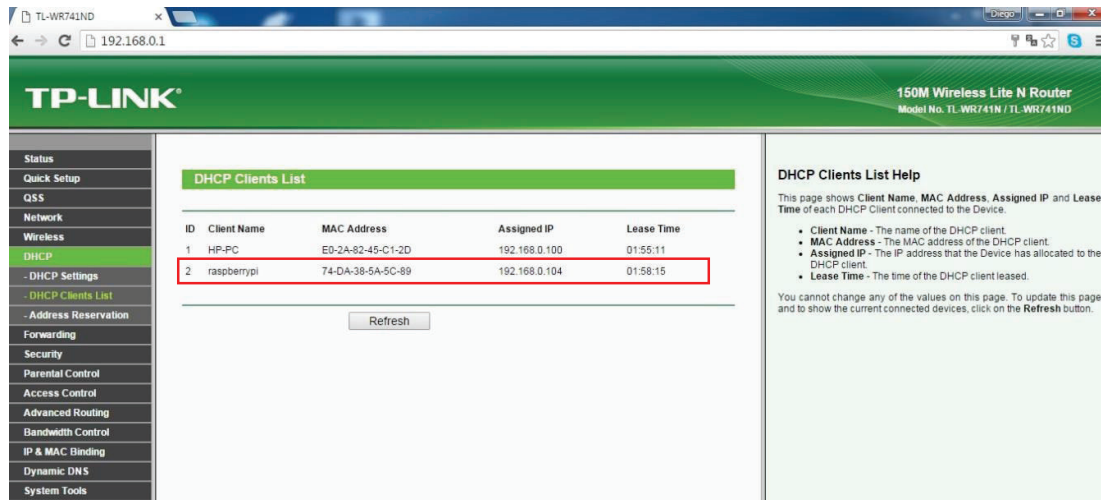 TL-WR741ND
Diego
192.168.0.1
TP-LINK®
150M Wireless Lite N Router
Model No. TL-WR741N / TL-WR741ND
Status
Quick Setup
QSS
Network
Wireless
DHCP
- DHCP Settings
- DHCP Clients List
- Address Reservation
Forwarding
Security
Parental Control
Access Control
Advanced Routing
Bandwidth Control
IP & MAC Binding
Dynamic DNS
System Tools
DHCP Clients List
ID Client Name MAC Address Assigned IP Lease Time
1 HP-PC E0-2A-82-45-C1-2D 192.168.0.100 01:55:11
2 raspberrypi 74-DA-38-5A-5C-89 192.168.0.104 01:58:15
Refresh
DHCP Clients List Help
This page shows Client Name, MAC Address, Assigned IP and Lease
Time of each DHCP Client connected to the Device.
• Client Name - The name of the DHCP client.
• MAC Address - The MAC address of the DHCP client.
• Assigned IP - The IP address that the Device has allocated to the
DHCP client.
• Lease Time - The time of the DHCP client leased.
You cannot change any of the values on this page. To update this page
and to show the current connected devices, click on the Refresh button.